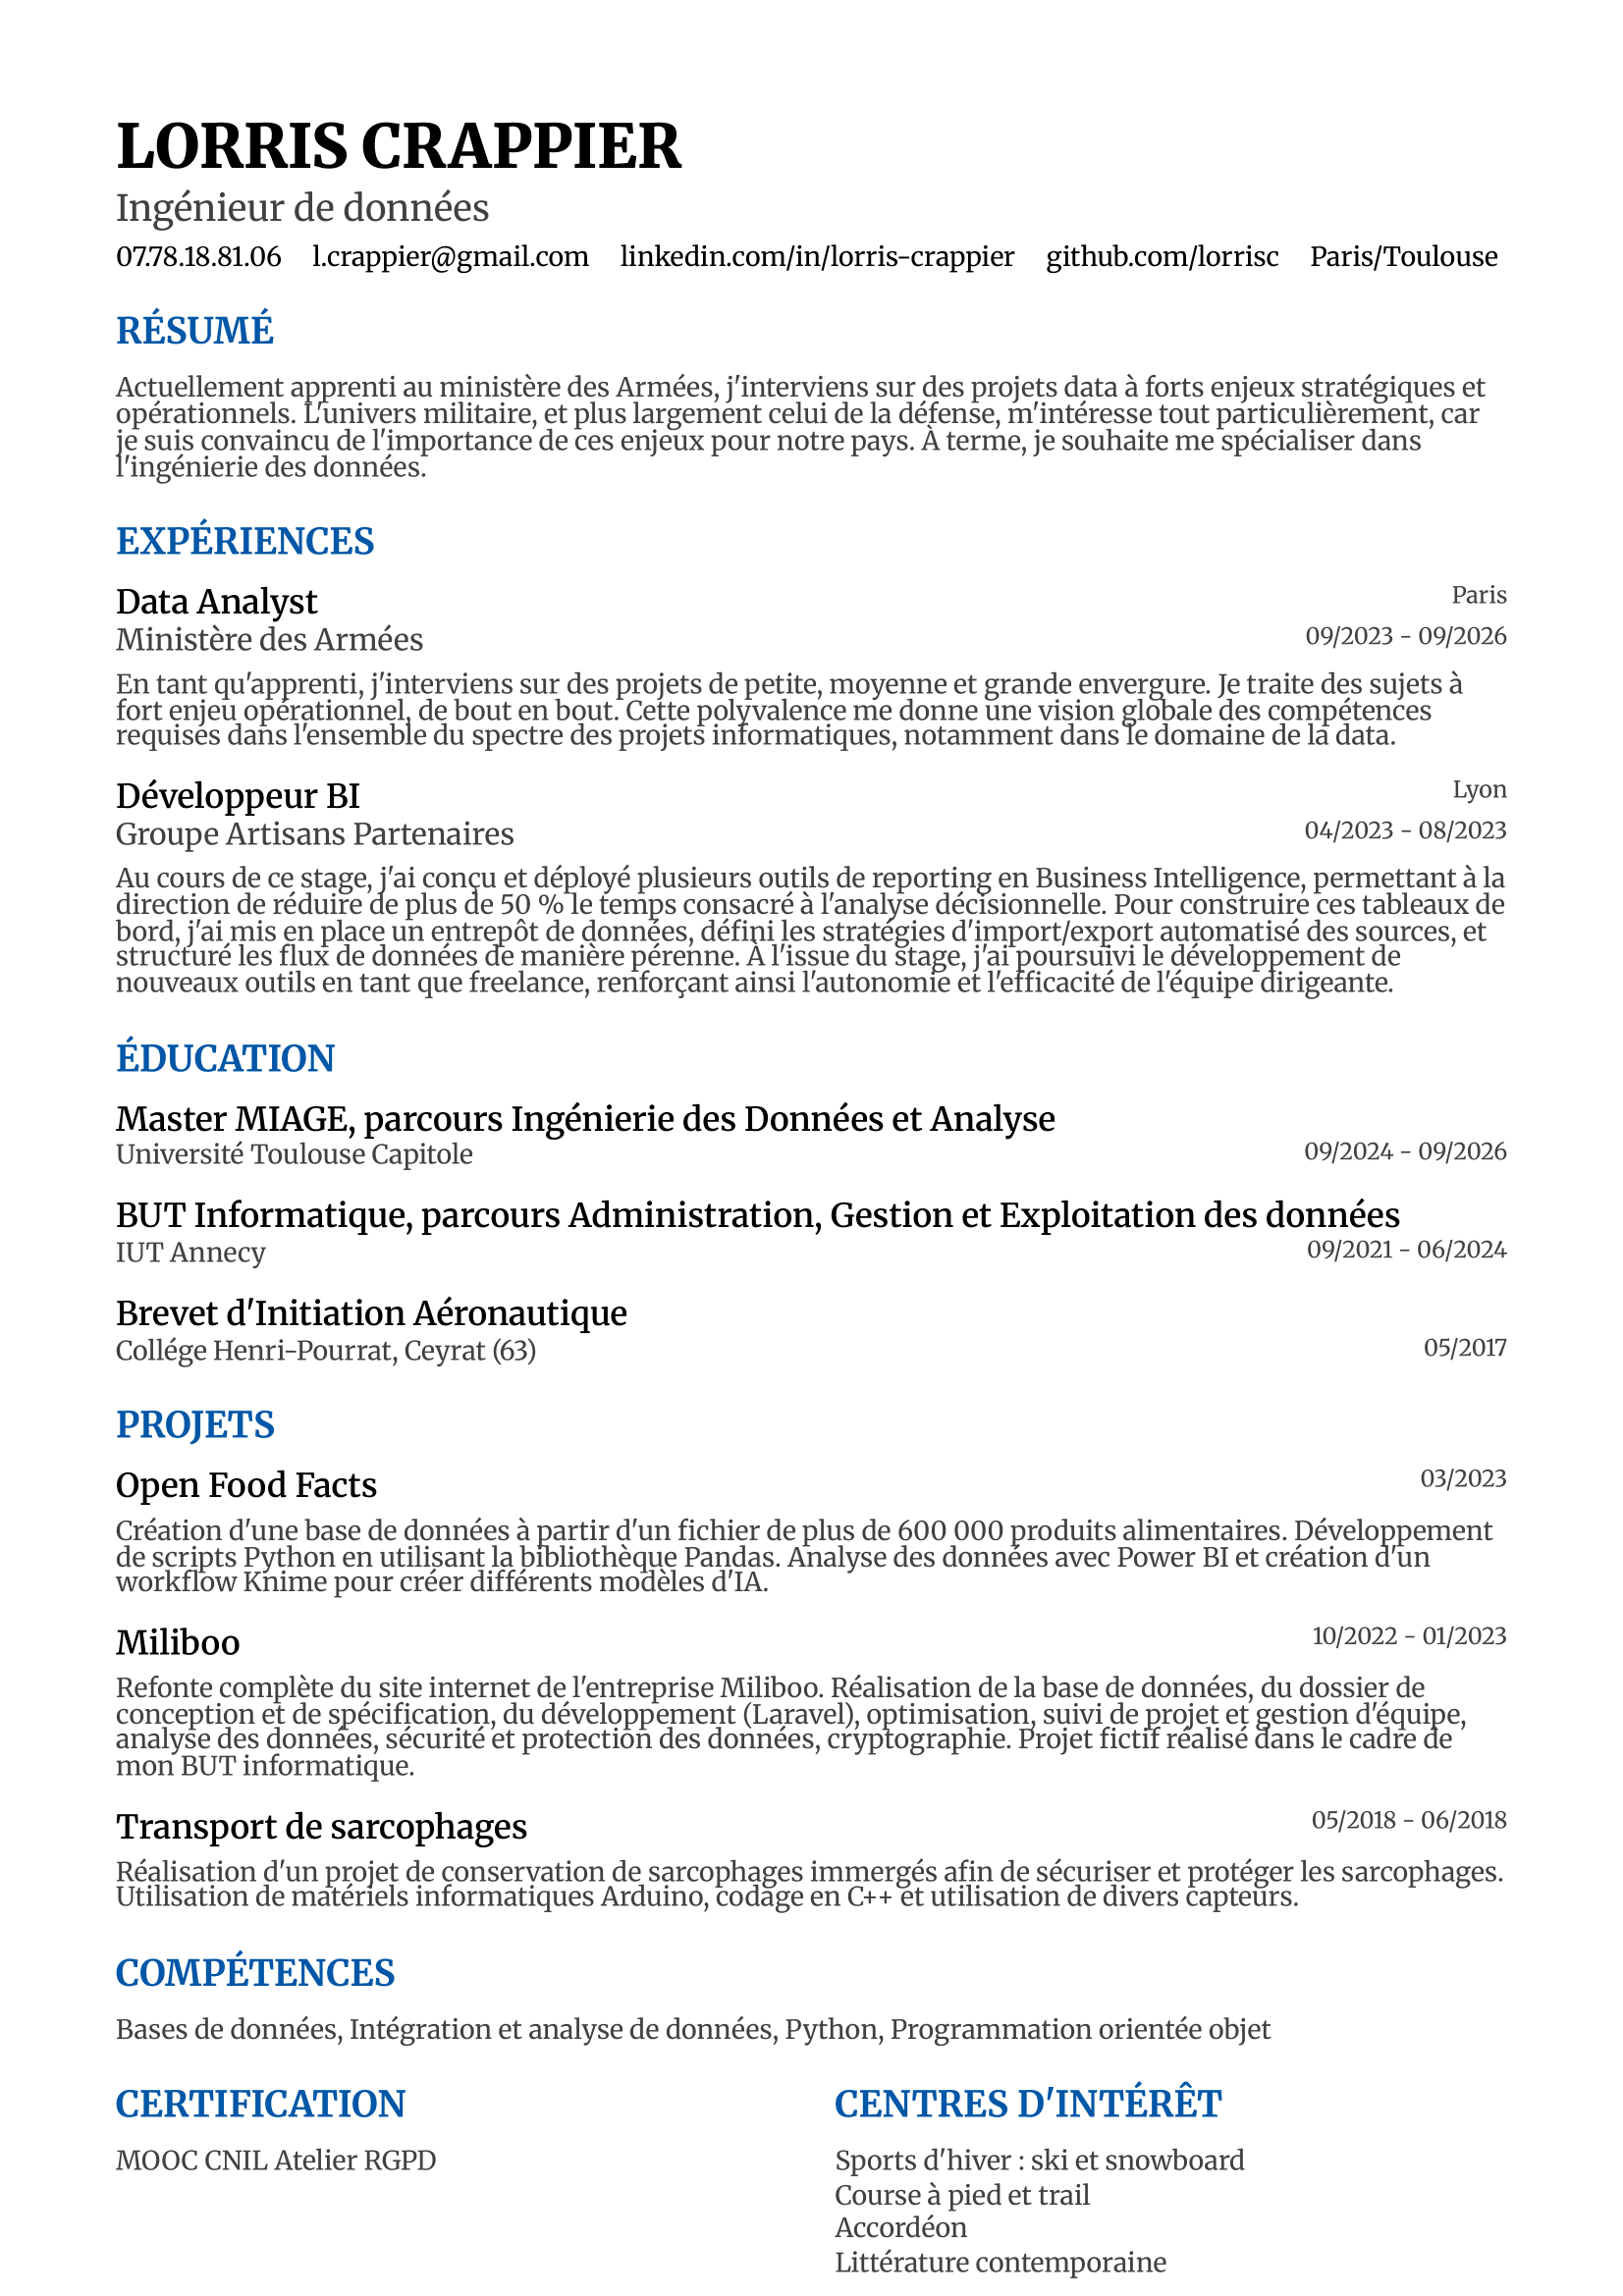 LORRIS CRAPPIER
Ingénieur de données
07.78.18.81.06 l.crappier@gmail.com linkedin.com/in/lorris-crappier github.com/lorrisc Paris/Toulouse
RÉSUMÉ
Actuellement apprenti au ministère des Armées, j'interviens sur des projets data à forts enjeux stratégiques et
opérationnels. L'univers militaire, et plus largement celui de la défense, m'intéresse tout particulièrement, car
je suis convaincu de l'importance de ces enjeux pour notre pays. À terme, je souhaite me spécialiser dans
l'ingénierie des données.
EXPÉRIENCES
Data Analyst Paris
Ministère des Armées 09/2023 - 09/2026
En tant qu'apprenti, j'interviens sur des projets de petite, moyenne et grande envergure. Je traite des sujets à
fort enjeu opérationnel, de bout en bout. Cette polyvalence me donne une vision globale des compétences
requises dans l'ensemble du spectre des projets informatiques, notamment dans le domaine de la data.
Développeur BI Lyon
Groupe Artisans Partenaires 04/2023 - 08/2023
Au cours de ce stage, j'ai conçu et déployé plusieurs outils de reporting en Business Intelligence, permettant à la
direction de réduire de plus de 50 % le temps consacré à l'analyse décisionnelle. Pour construire ces tableaux de
bord, j'ai mis en place un entrepôt de données, défini les stratégies d'import/export automatisé des sources, et
structuré les flux de données de manière pérenne. À l'issue du stage, j'ai poursuivi le développement de
nouveaux outils en tant que freelance, renforçant ainsi l'autonomie et l'efficacité de l'équipe dirigeante.
ÉDUCATION
Master MIAGE, parcours Ingénierie des Données et Analyse
Université Toulouse Capitole 09/2024 - 09/2026
BUT Informatique, parcours Administration, Gestion et Exploitation des données
IUT Annecy 09/2021 - 06/2024
Brevet d'Initiation Aéronautique
Collége Henri-Pourrat, Ceyrat (63) 05/2017
PROJETS
Open Food Facts 03/2023
Création d'une base de données à partir d'un fichier de plus de 600 000 produits alimentaires. Développement
de scripts Python en utilisant la bibliothèque Pandas. Analyse des données avec Power BI et création d'un
workflow Knime pour créer différents modèles d'IA.
Miliboo 10/2022 - 01/2023
Refonte complète du site internet de l'entreprise Miliboo. Réalisation de la base de données, du dossier de
conception et de spécification, du développement (Laravel), optimisation, suivi de projet et gestion d'équipe,
analyse des données, sécurité et protection des données, cryptographie. Projet fictif réalisé dans le cadre de
mon BUT informatique.
Transport de sarcophages 05/2018 - 06/2018
Réalisation d'un projet de conservation de sarcophages immergés afin de sécuriser et protéger les sarcophages.
Utilisation de matériels informatiques Arduino, codage en C++ et utilisation de divers capteurs.
COMPÉTENCES
Bases de données, Intégration et analyse de données, Python, Programmation orientée objet
CERTIFICATION
MOOC CNIL Atelier RGPD
CENTRES D'INTÉRÊT
Sports d'hiver : ski et snowboard
Course à pied et trail
Accordéon
Littérature contemporaine